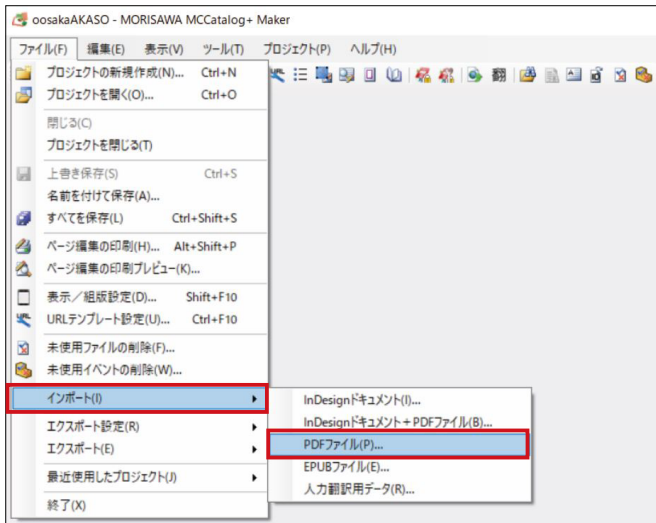 oosakaAKASO - MORISAWA MCCatalog+ Maker
ファイル(F) 編集(E) 表示(V) ツール(T) プロジェクト(P) ヘルプ(H)
プロジェクトの新規作成(N)... Ctrl+N
プロジェクトを開く(O)... Ctrl+O
閉じる(C)
プロジェクトを閉じる(T)
上書き保存(S) Ctrl+S
名前を付けて保存(A)...
すべてを保存(L) Ctrl+Shift+S
ページ編集の印刷(H)... Alt+Shift+P
ページ編集の印刷プレビュー(K)...
表示／組版設定(D)... Shift+F10
URLテンプレート設定(U)... Ctrl+F10
未使用ファイルの削除(F)...
未使用イベントの削除(W)...
インポート(I)
エクスポート設定(R)
エクスポート(E)
最近使用したプロジェクト(J)
終了(X)
InDesignドキュメント(I)...
InDesignドキュメント+PDFファイル(B)...
PDFファイル(P)...
EPUBファイル(E)...
人力翻訳用データ(R)...
翻